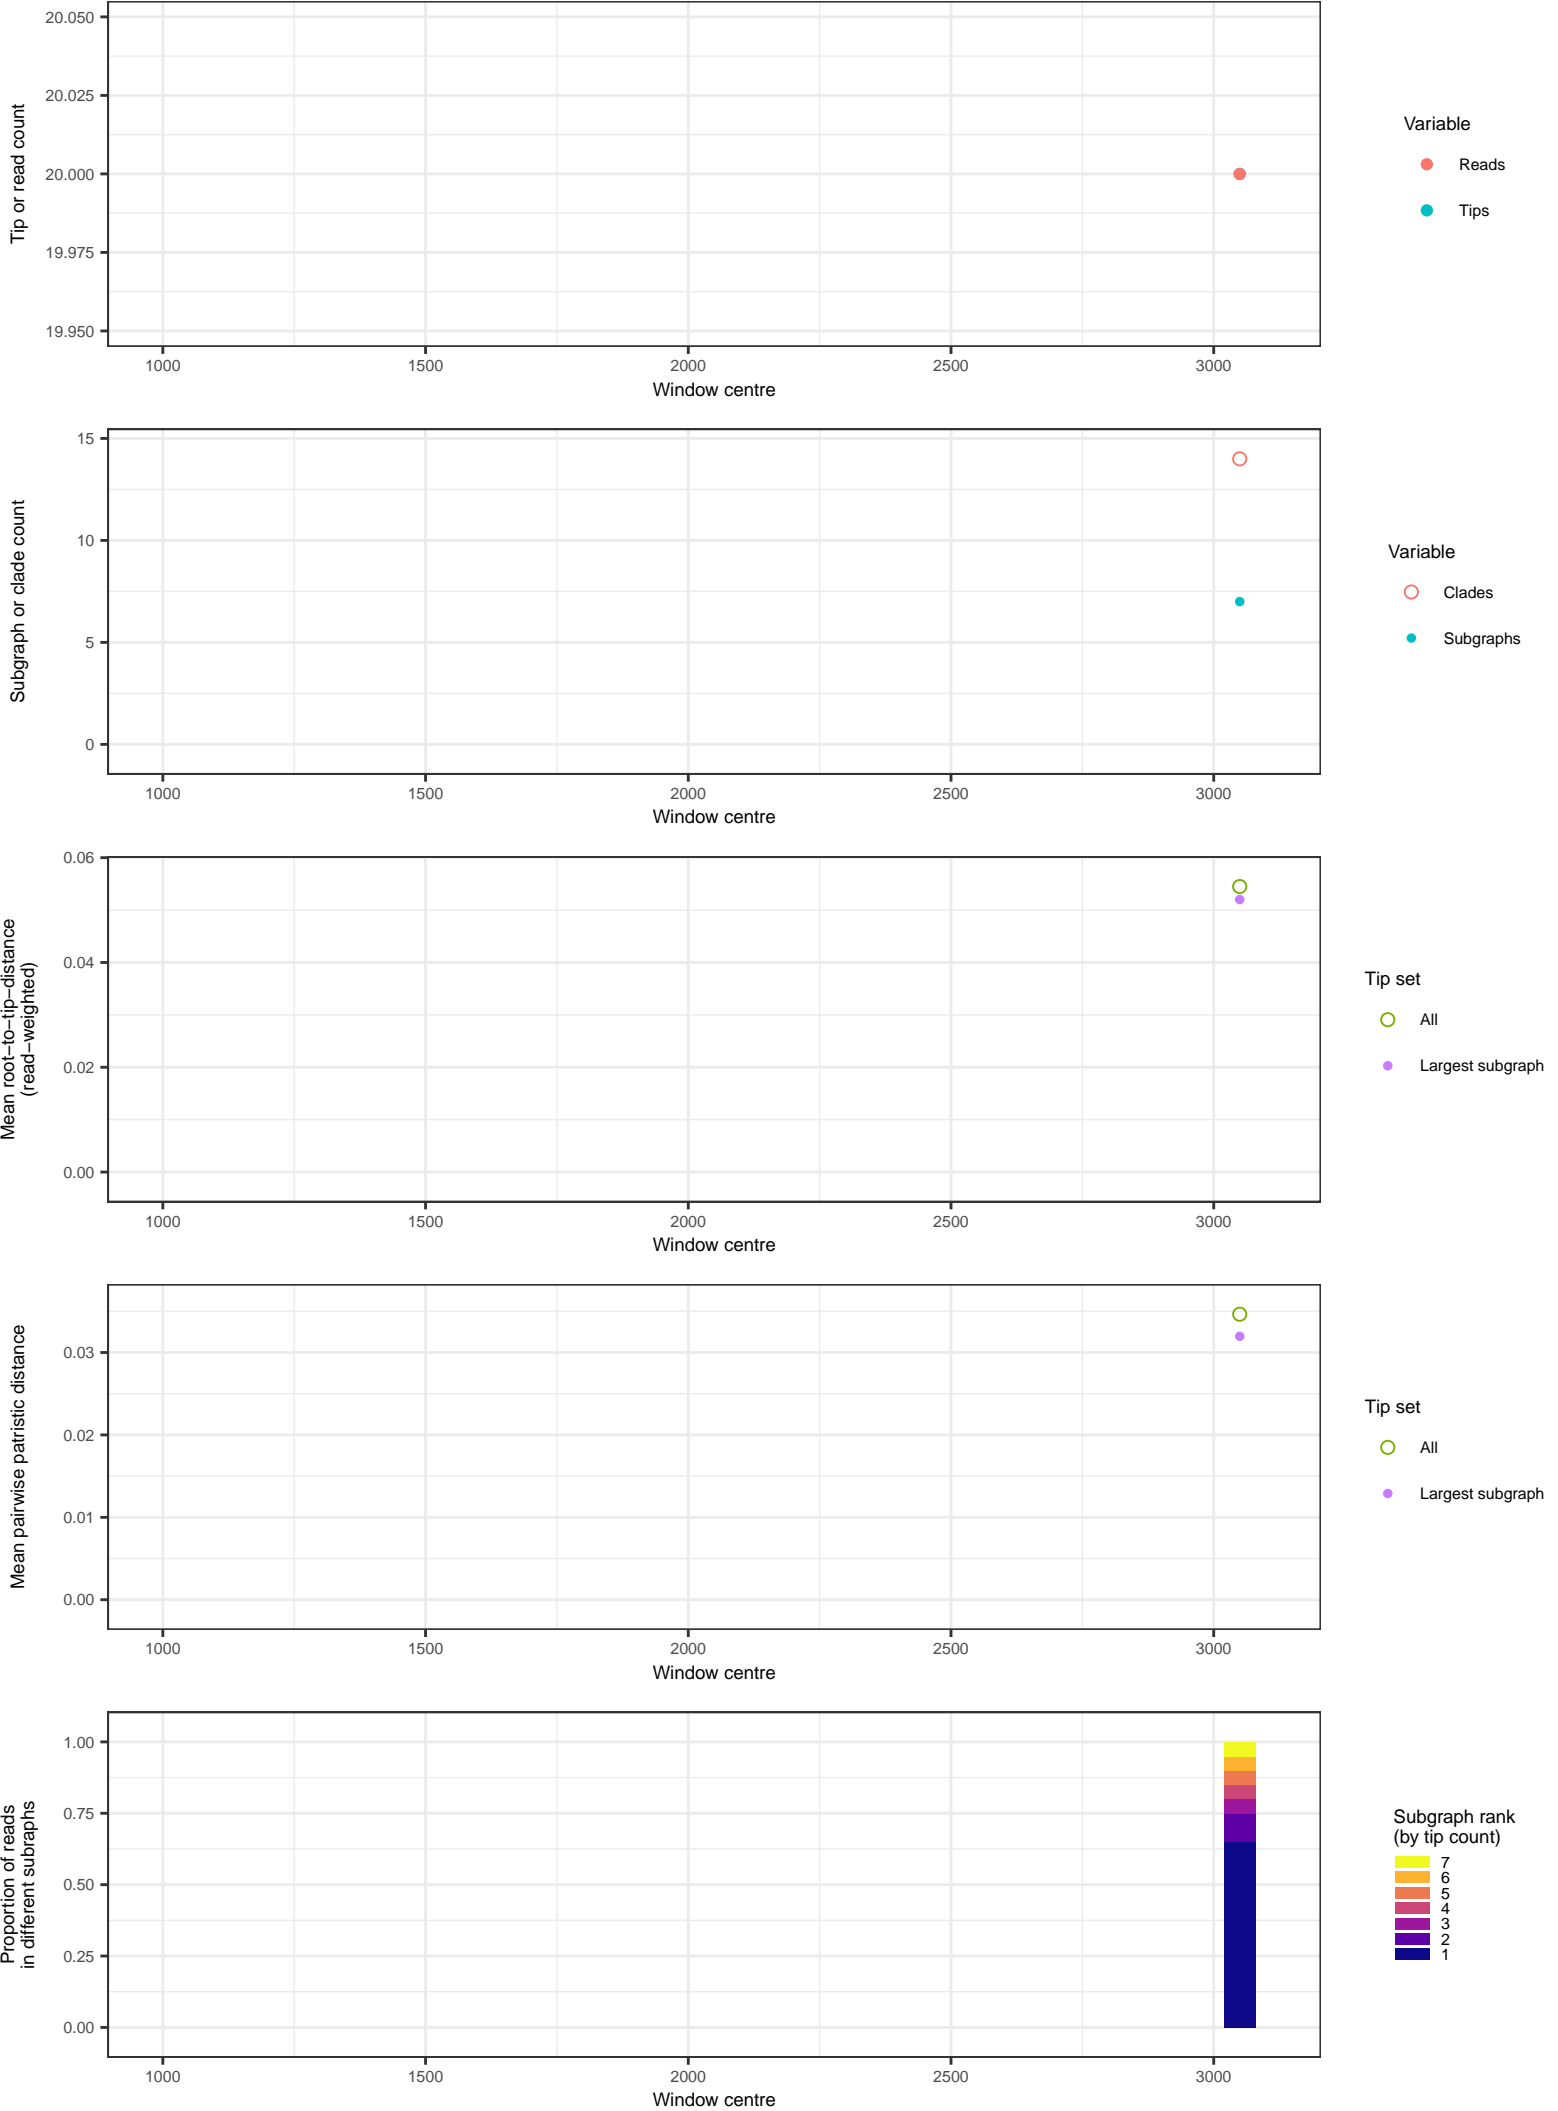 20.050
20.025
20.000
19.975
19.950
Tip or read count
1000 1500 2000 2500 3000
Window centre
Variable
Reads
Tips
15
10
5
0
Subgraph or clade count
1000 1500 2000 2500 3000
Window centre
Variable
Clades
Subgraphs
0.06
0.04
0.02
0.00
Mean root−to−tip−distance
(read−weighted)
1000 1500 2000 2500 3000
Window centre
Tip set
All
Largest subgraph
0.03
0.02
0.01
0.00
Mean pairwise patristic distance
1000 1500 2000 2500 3000
Window centre
Tip set
All
Largest subgraph
1.00
0.75
0.50
0.25
0.00
Proportion of reads
in different subraphs
1000 1500 2000 2500 3000
Window centre
Subgraph rank
(by tip count)
7
6
5
4
3
2
1